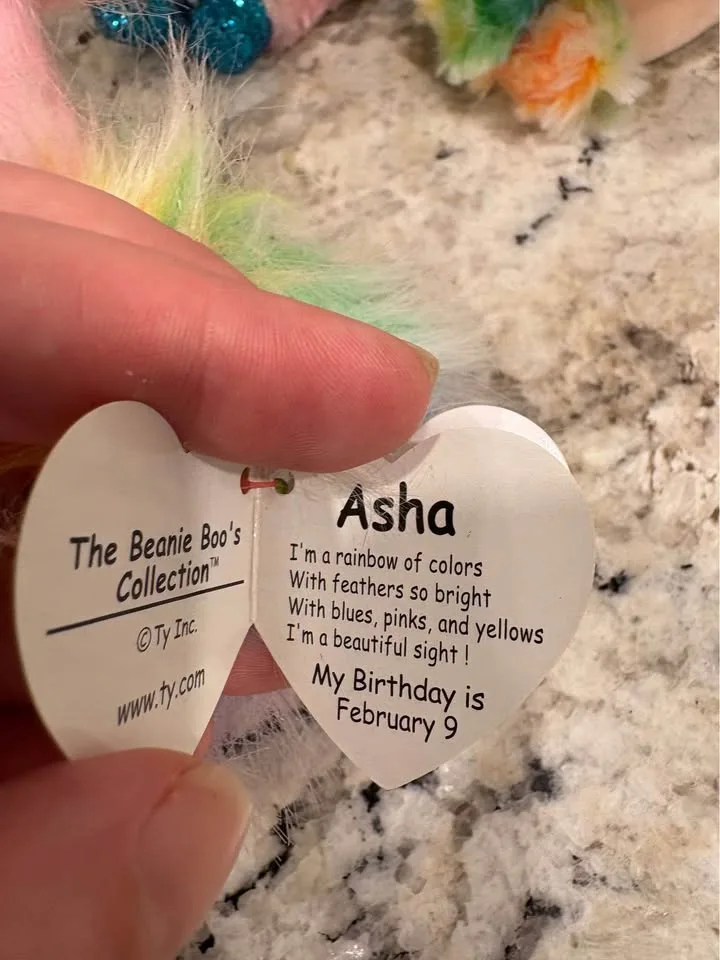 The Beanie Boo's
Collection™
© Ty Inc.
www.ty.com
Asha
I'm a rainbow of colors
With feathers so bright
With blues, pinks, and yellows
I'm a beautiful sight !
My Birthday is
February 9